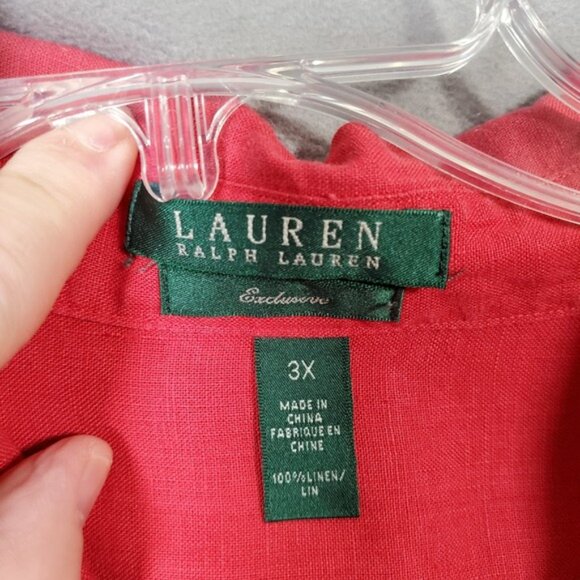 LAUREN
RALPH LAUREN
Exclusive
3X
MADE IN
CHINA
FABRIQUE EN
CHINE
100%LINEN/
LIN